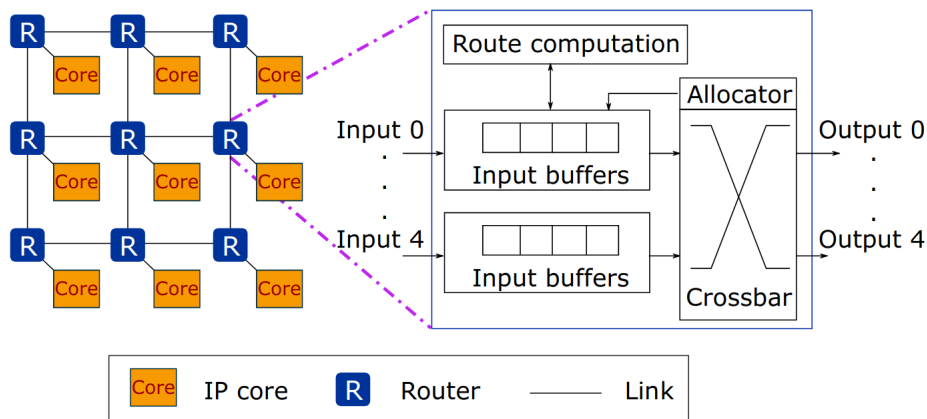 R R R
Core Core Core
R R R
Core Core Core
R R R
Core Core Core
Route computation
Allocator
Input 0
Input buffers
Output 0
.
.
.
.
.
.
Input 4
Input buffers
Output 4
Crossbar
Core IP core R Router Link